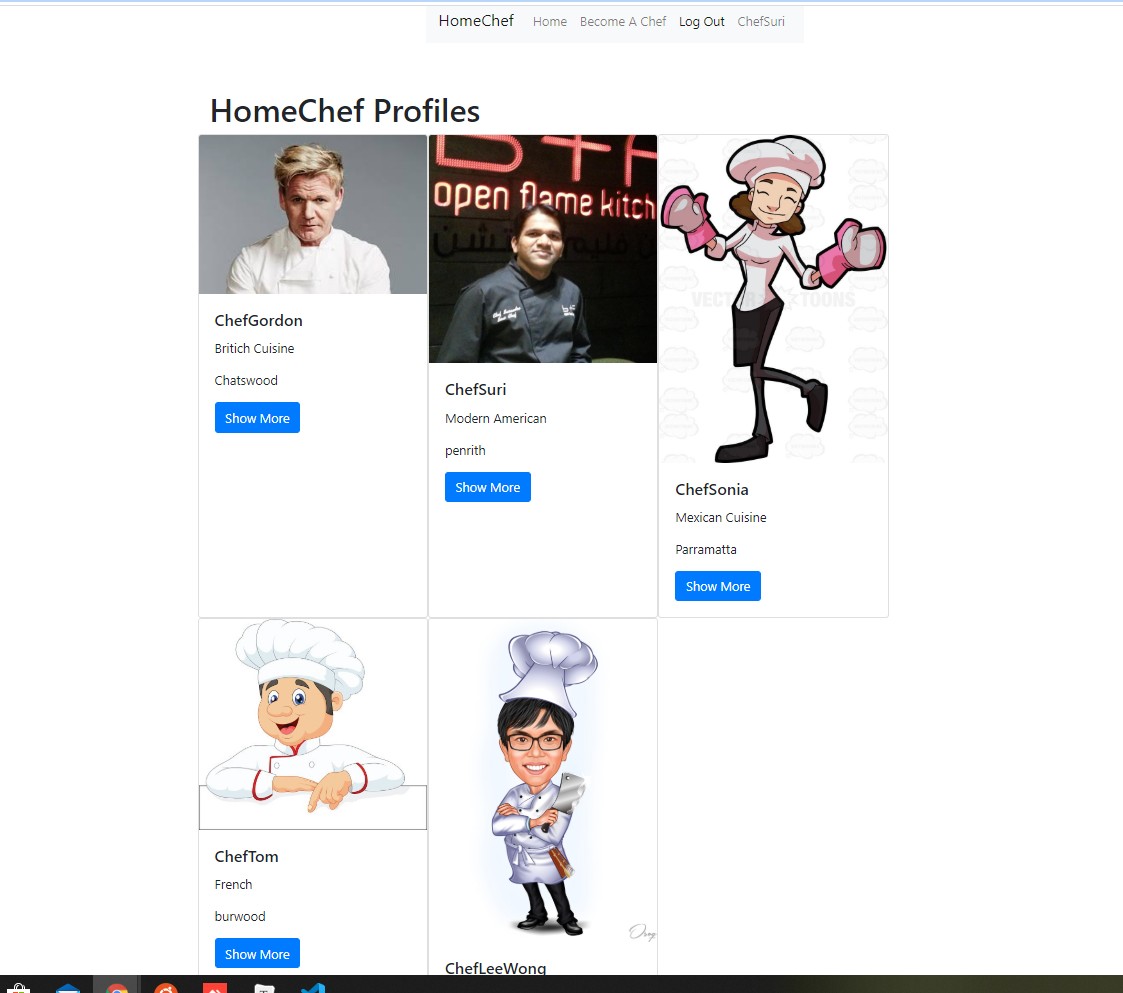 HomeChef Home Become A Chef Log Out ChefSuri
HomeChef Profiles
open flame kitch
VECTOR TOONS
ChefGordon
Britich Cuisine
Chatswood
Show More
ChefSuri
Modern American
penrith
Show More
ChefSonia
Mexican Cuisine
Parramatta
Show More
ChefTom
French
burwood
Show More
ChefLeeWong